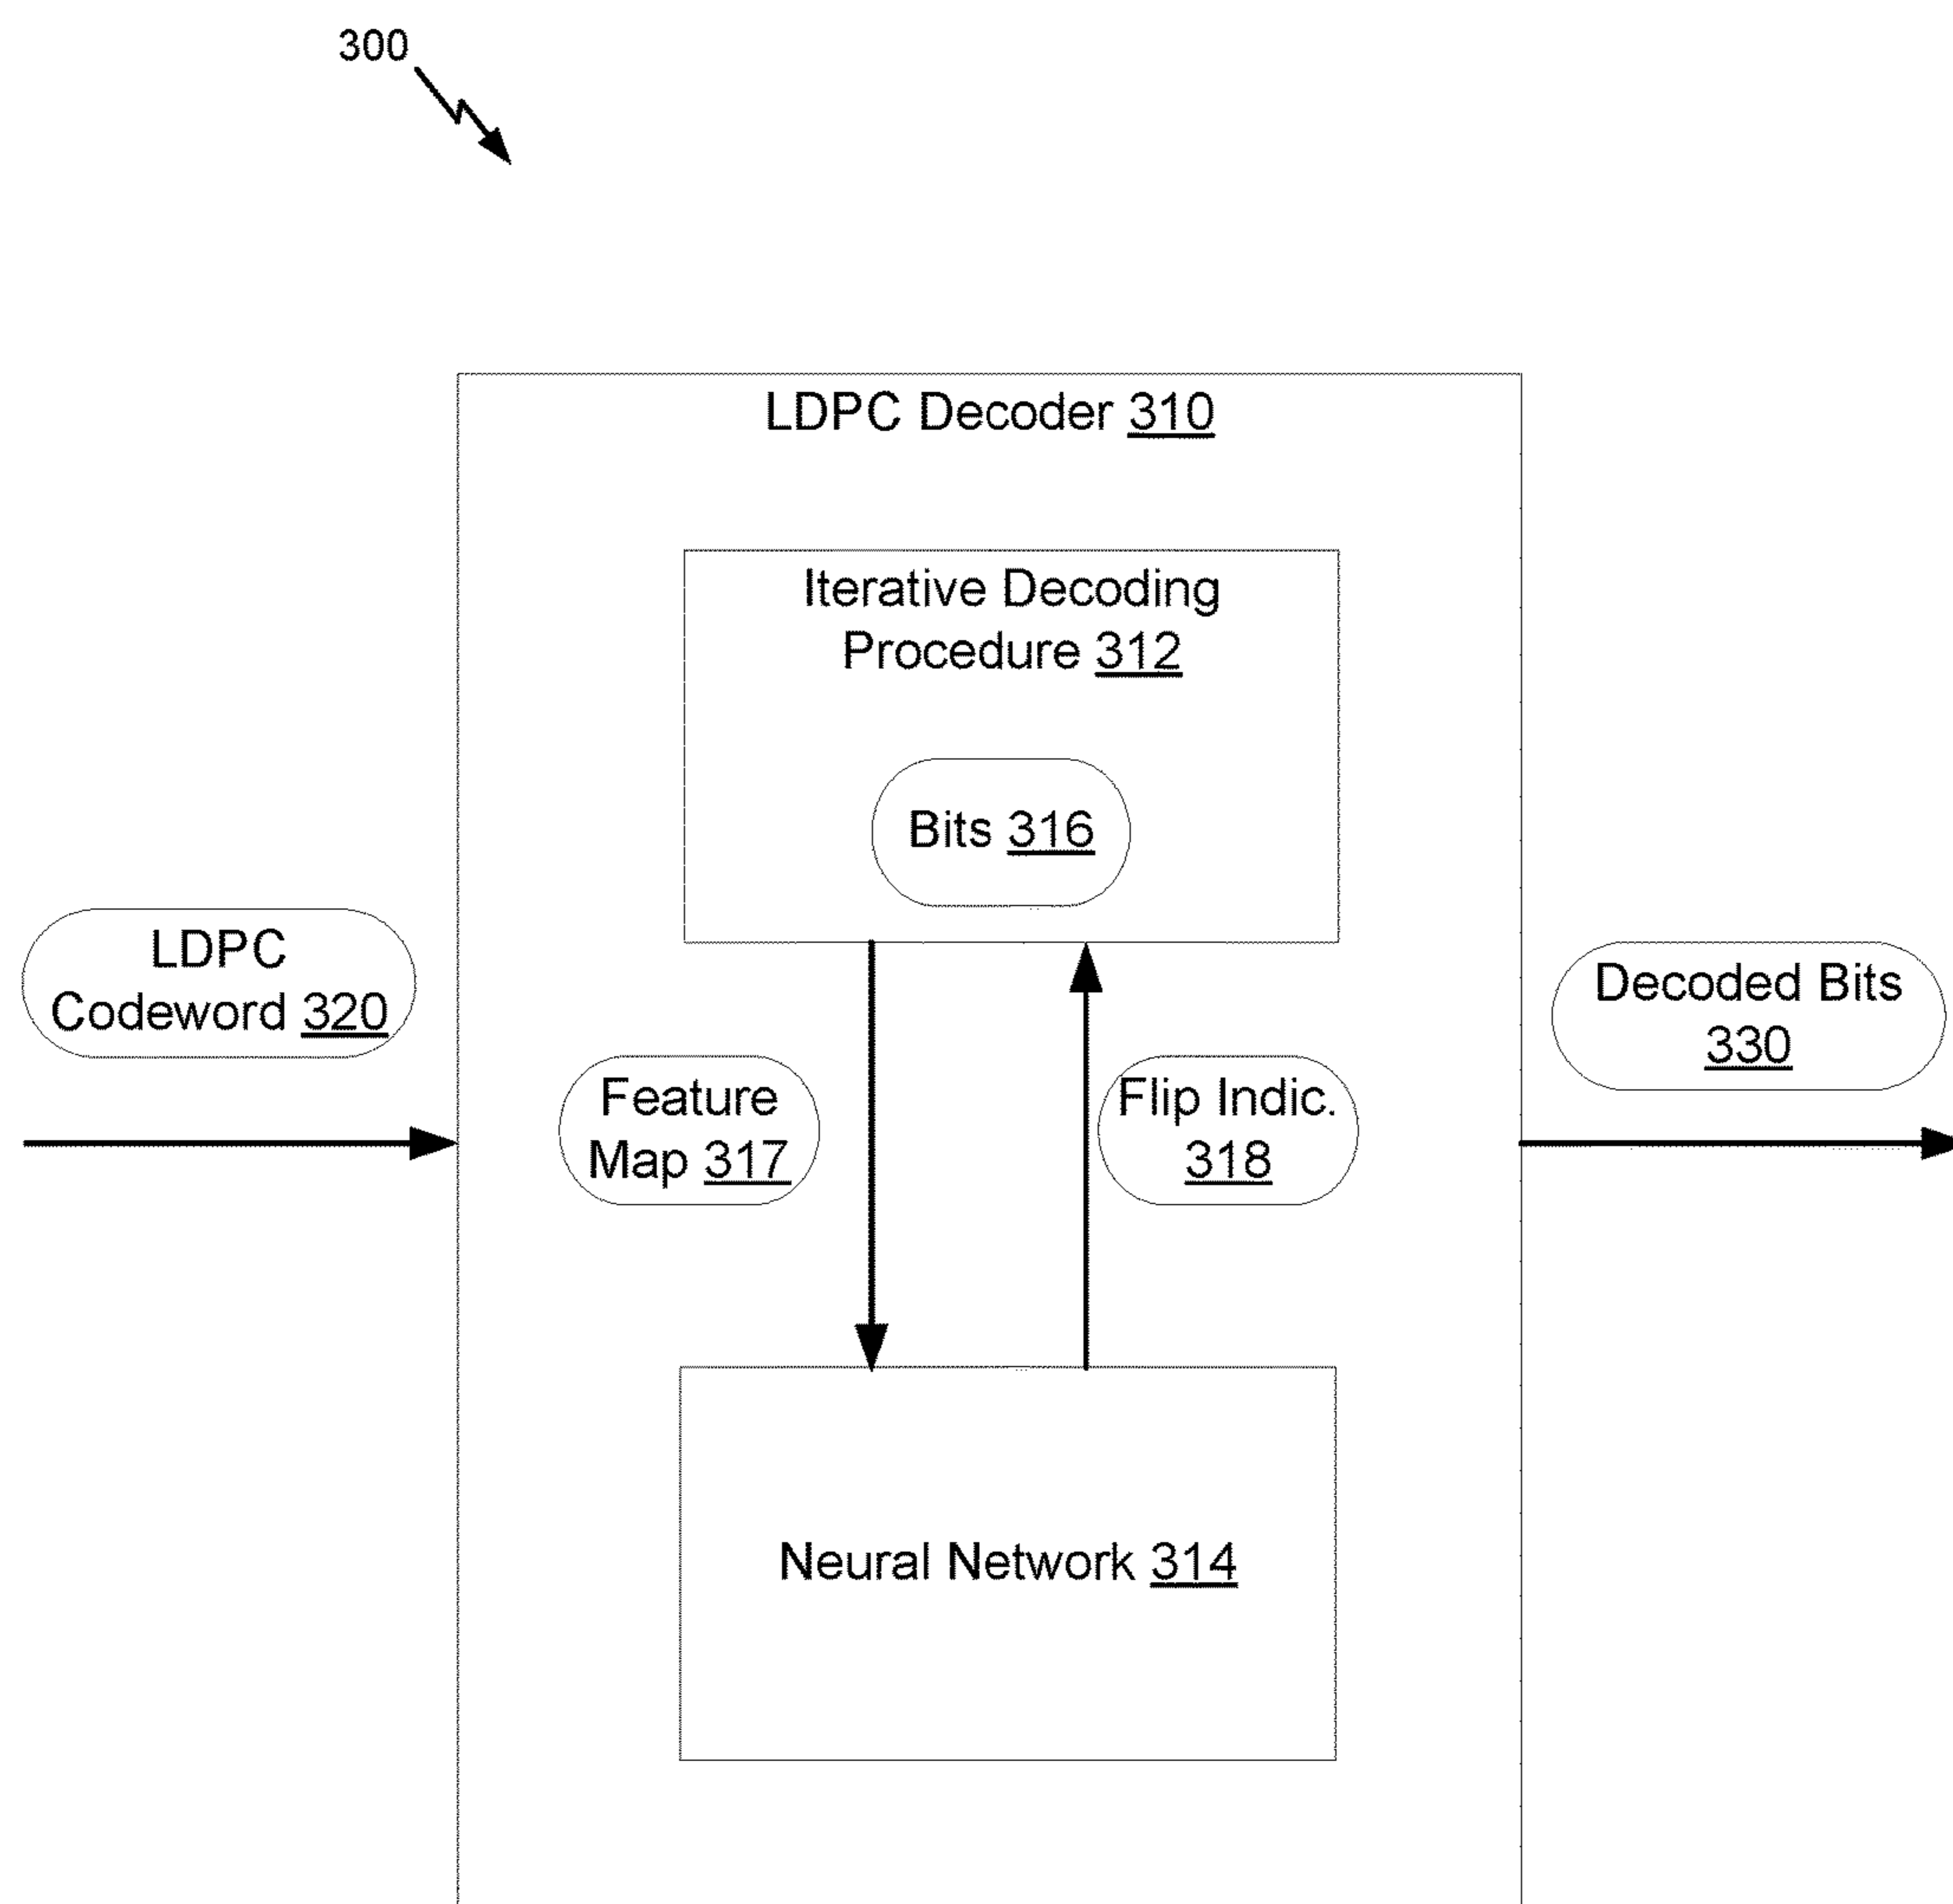 300
LDPC Decoder 310
Iterative Decoding
Procedure 312
Bits 316
LDPC
Codeword 320
Feature
Map 317
Flip Indic.
318
Decoded Bits
330
Neural Network 314